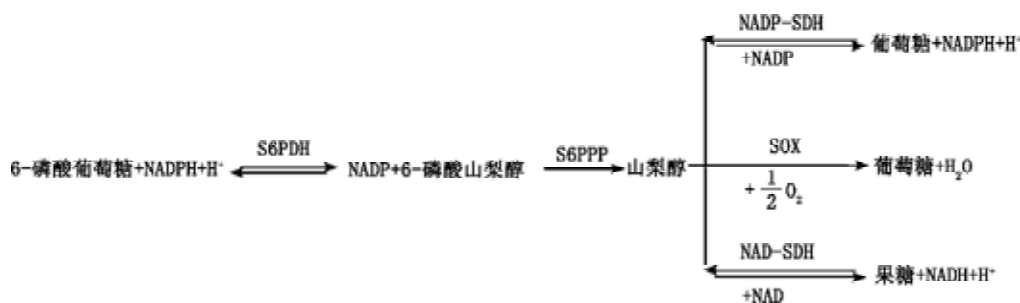 NADP-SDH
+NADP
葡萄糖+NADPH+H⁺
6-磷酸葡萄糖+NADPH+H⁺
S6PDH
NADP+6-磷酸山梨醇
S6PPP
山梨醇
SOX
+ 1/2 O₂
葡萄糖+H₂O
NAD-SDH
+NAD
果糖+NADH+H⁺